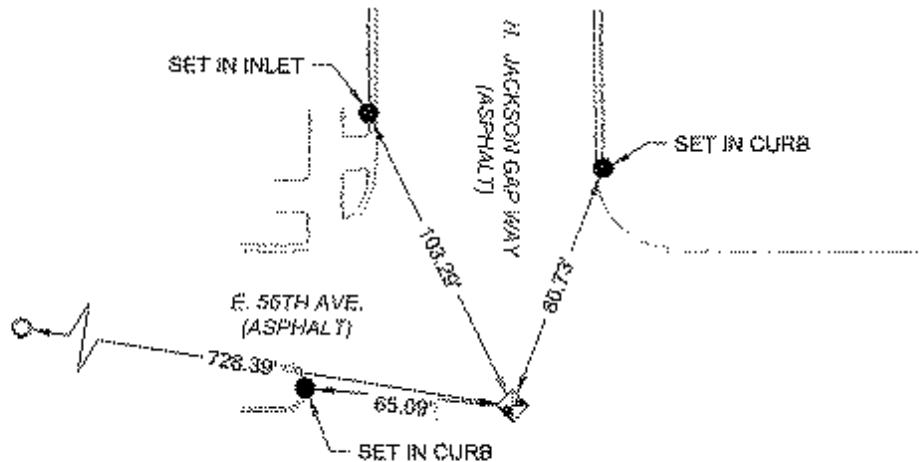 SET IN INLET
N. JACKSON GAP WAY
(ASPHALT)
SET IN CURB
103.29'
80.73'
E. 56TH AVE.
(ASPHALT)
728.39'
65.09'
SET IN CURB